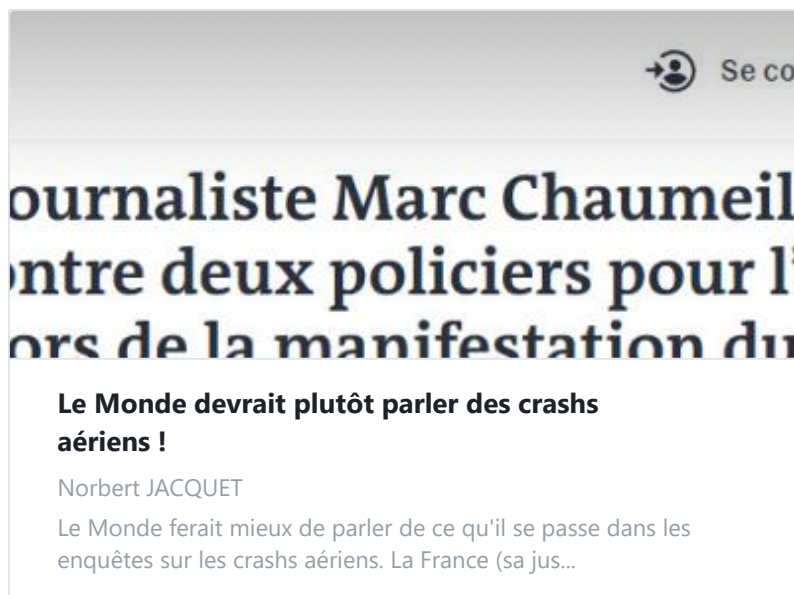 Se co
ournaliste Marc Chaumeil
ntre deux policiers pour l'
ors de la manifestation du
Le Monde devrait plutôt parler des crashs
aériens !
Norbert JACQUET
Le Monde ferait mieux de parler de ce qu'il se passe dans les
enquêtes sur les crashs aériens. La France (sa jus...